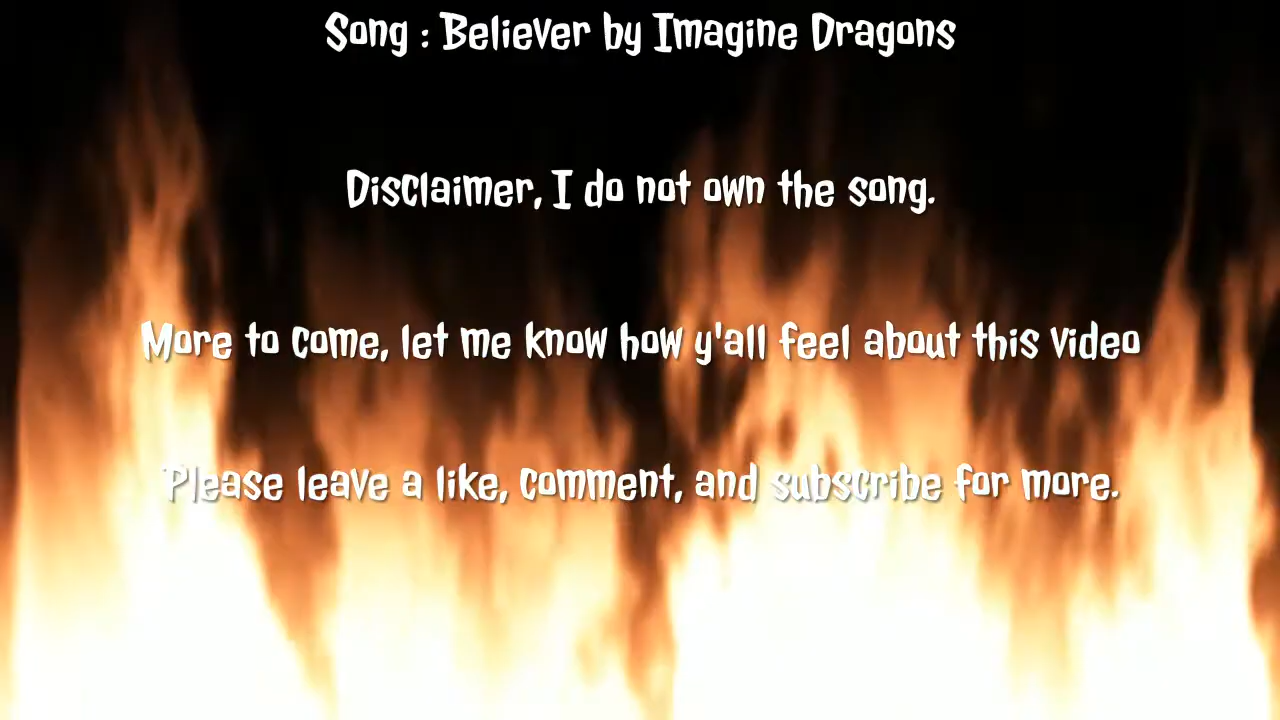 Song : Believer by Imagine Dragons
Disclaimer, I do not own the song.
More to come, let me know how y'all feel about this video
Please leave a like, comment, and subscribe for more.